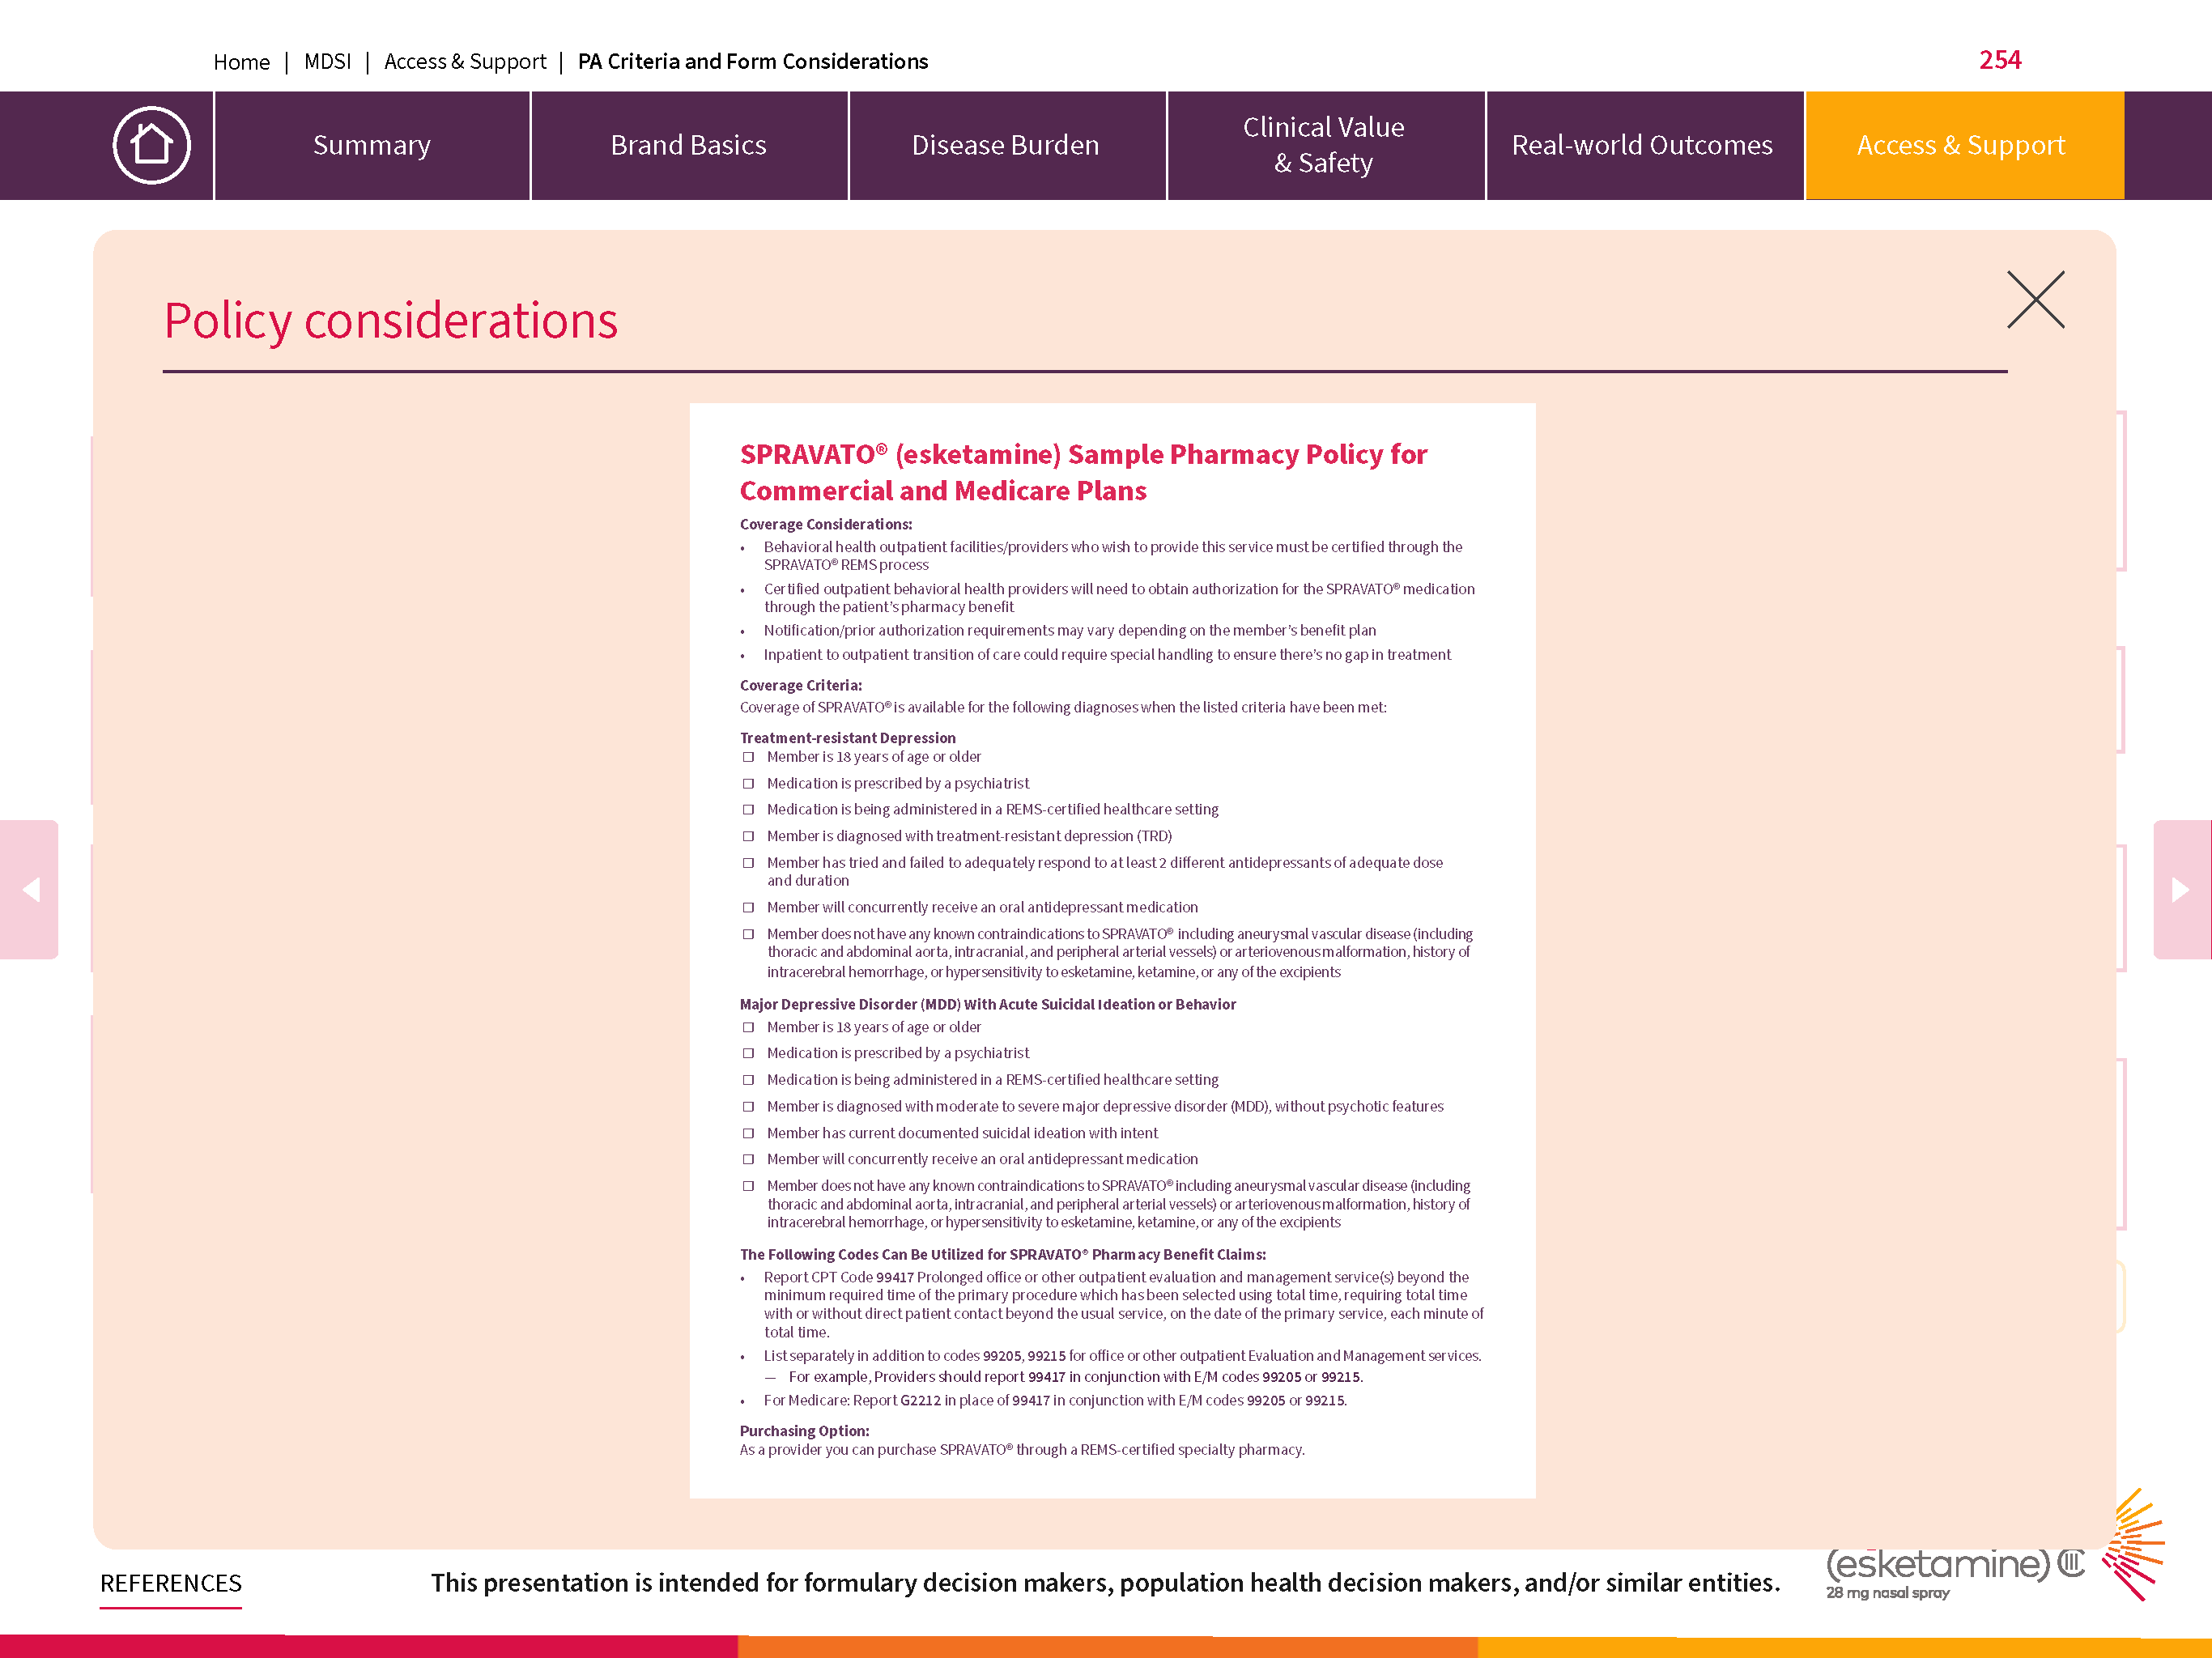 Home | MDSI | Access & Support | PA Criteria and Form Considerations
254
Summary
Brand Basics
Disease Burden
Clinical Value
& Safety
Real-world Outcomes
Access & Support
Policy considerations
SPRAVATO® (esketamine) Sample Pharmacy Policy for
Commercial and Medicare Plans
Coverage Considerations:
• Behavioral health outpatient facilities/providers who wish to provide this service must be certified through the
SPRAVATO® REMS process
• Certified outpatient behavioral health providers will need to obtain authorization for the SPRAVATO® medication
through the patient’s pharmacy benefit
• Notification/prior authorization requirements may vary depending on the member’s benefit plan
• Inpatient to outpatient transition of care could require special handling to ensure there’s no gap in treatment
Coverage Criteria:
Coverage of SPRAVATO® is available for the following diagnoses when the listed criteria have been met:
Treatment-resistant Depression
☐ Member is 18 years of age or older
☐ Medication is prescribed by a psychiatrist
☐ Medication is being administered in a REMS-certified healthcare setting
☐ Member is diagnosed with treatment-resistant depression (TRD)
☐ Member has tried and failed to adequately respond to at least 2 different antidepressants of adequate dose
and duration
☐ Member will concurrently receive an oral antidepressant medication
☐ Member does not have any known contraindications to SPRAVATO® including aneurysmal vascular disease (including
thoracic and abdominal aorta, intracranial, and peripheral arterial vessels) or arteriovenous malformation, history of
intracerebral hemorrhage, or hypersensitivity to esketamine, ketamine, or any of the excipients
Major Depressive Disorder (MDD) With Acute Suicidal Ideation or Behavior
☐ Member is 18 years of age or older
☐ Medication is prescribed by a psychiatrist
☐ Medication is being administered in a REMS-certified healthcare setting
☐ Member is diagnosed with moderate to severe major depressive disorder (MDD), without psychotic features
☐ Member has current documented suicidal ideation with intent
☐ Member will concurrently receive an oral antidepressant medication
☐ Member does not have any known contraindications to SPRAVATO® including aneurysmal vascular disease (including
thoracic and abdominal aorta, intracranial, and peripheral arterial vessels) or arteriovenous malformation, history of
intracerebral hemorrhage, or hypersensitivity to esketamine, ketamine, or any of the excipients
The Following Codes Can Be Utilized for SPRAVATO® Pharmacy Benefit Claims:
• Report CPT Code 99417 Prolonged office or other outpatient evaluation and management service(s) beyond the
minimum required time of the primary procedure which has been selected using total time, requiring total time
with or without direct patient contact beyond the usual service, on the date of the primary service, each minute of
total time.
• List separately in addition to codes 99205, 99215 for office or other outpatient Evaluation and Management services.
— For example, Providers should report 99417 in conjunction with E/M codes 99205 or 99215.
• For Medicare: Report G2212 in place of 99417 in conjunction with E/M codes 99205 or 99215.
Purchasing Option:
As a provider you can purchase SPRAVATO® through a REMS-certified specialty pharmacy.
REFERENCES
This presentation is intended for formulary decision makers, population health decision makers, and/or similar entities.
(esketamine) CIII
28 mg nasal spray